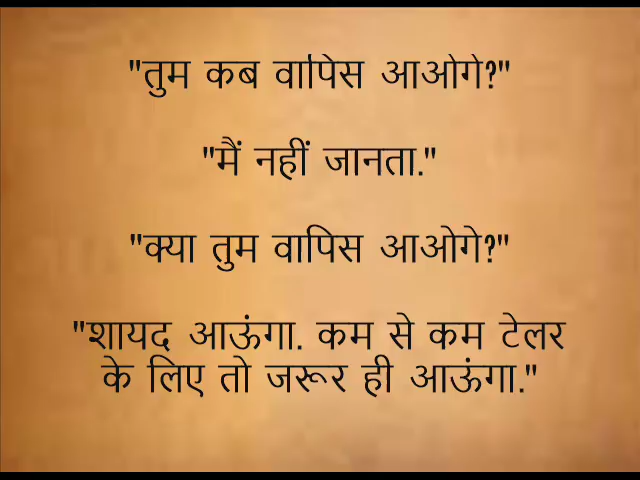 "तुम कब वापिस आओगे?"
"मैं नहीं जानता."
"क्या तुम वापिस आओगे?"
"शायद आऊंगा. कम से कम टेलर
के लिए तो जरूर ही आऊंगा."